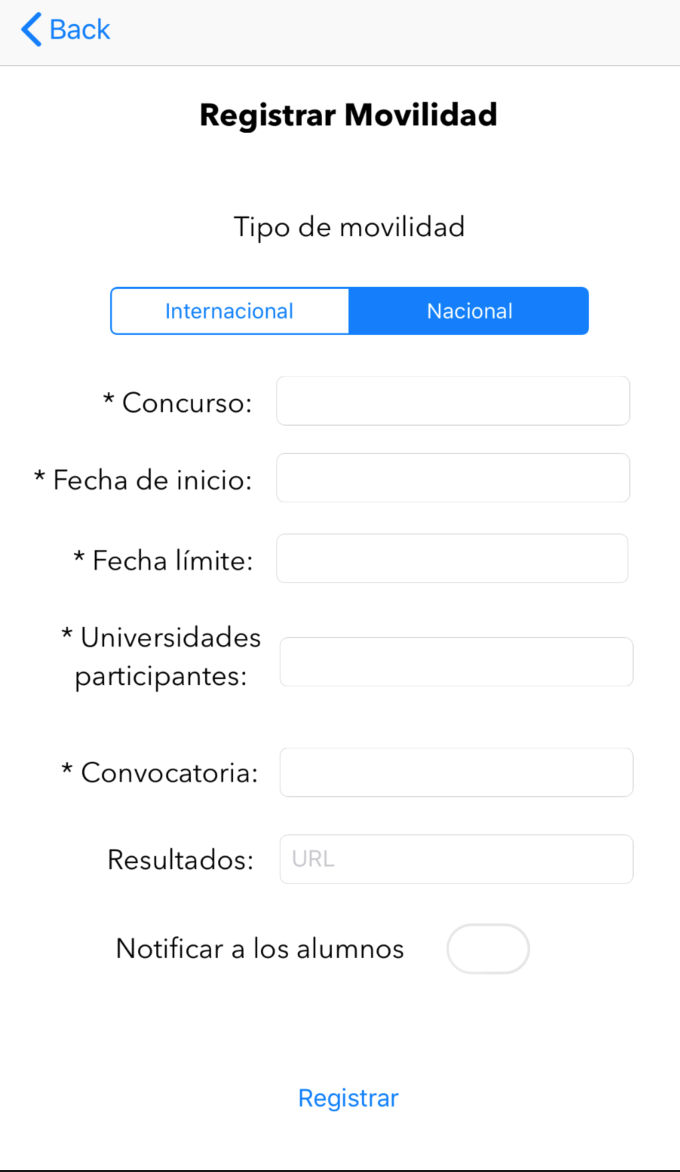 Back
Registrar Movilidad
Tipo de movilidad
Internacional Nacional
* Concurso:
* Fecha de inicio:
* Fecha límite:
* Universidades
participantes:
* Convocatoria:
Resultados: URL
Notificar a los alumnos
Registrar